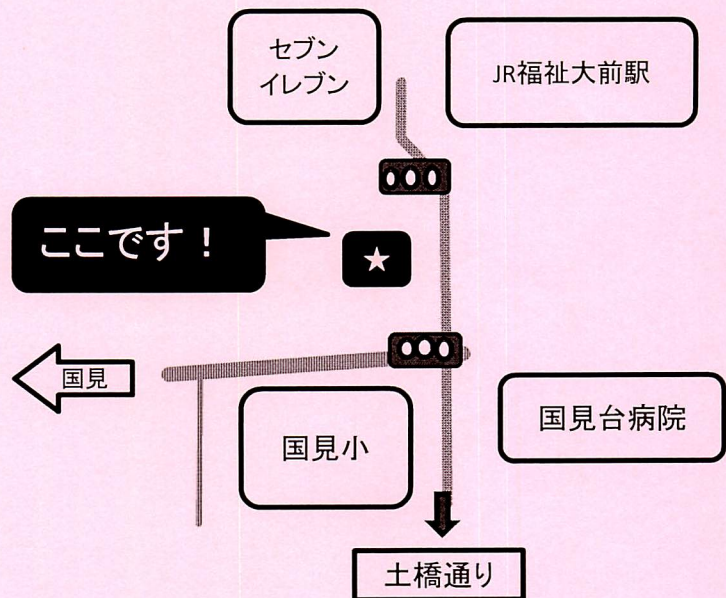 セブン
イレブン
JR福祉大前駅
ここです！
国見
国見小
国見台病院
土橋通り